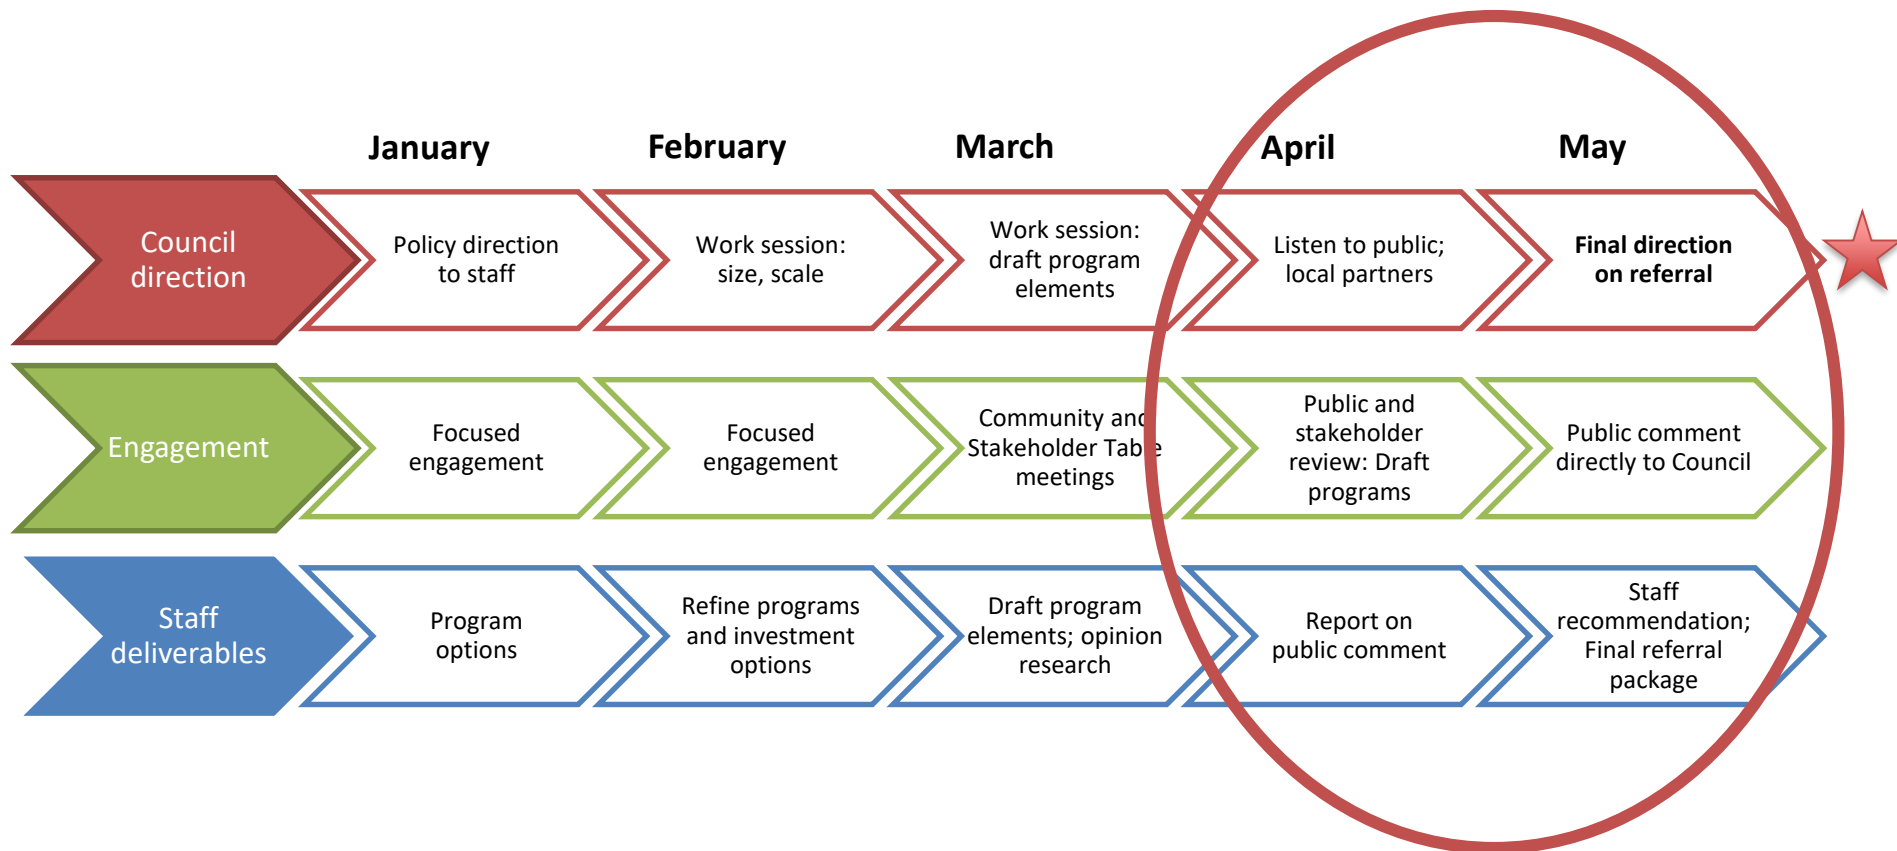 January
February
March
April
May
Council
direction
Policy direction
to staff
Work session:
size, scale
Work session:
draft program
elements
Listen to public;
local partners
Final direction
on referral
Engagement
Focused
engagement
Focused
engagement
Community and
Stakeholder Table
meetings
Public and
stakeholder
review: Draft
programs
Public comment
directly to Council
Staff
deliverables
Program
options
Refine programs
and investment
options
Draft program
elements; opinion
research
Report on
public comment
Staff
recommendation;
Final referral
package